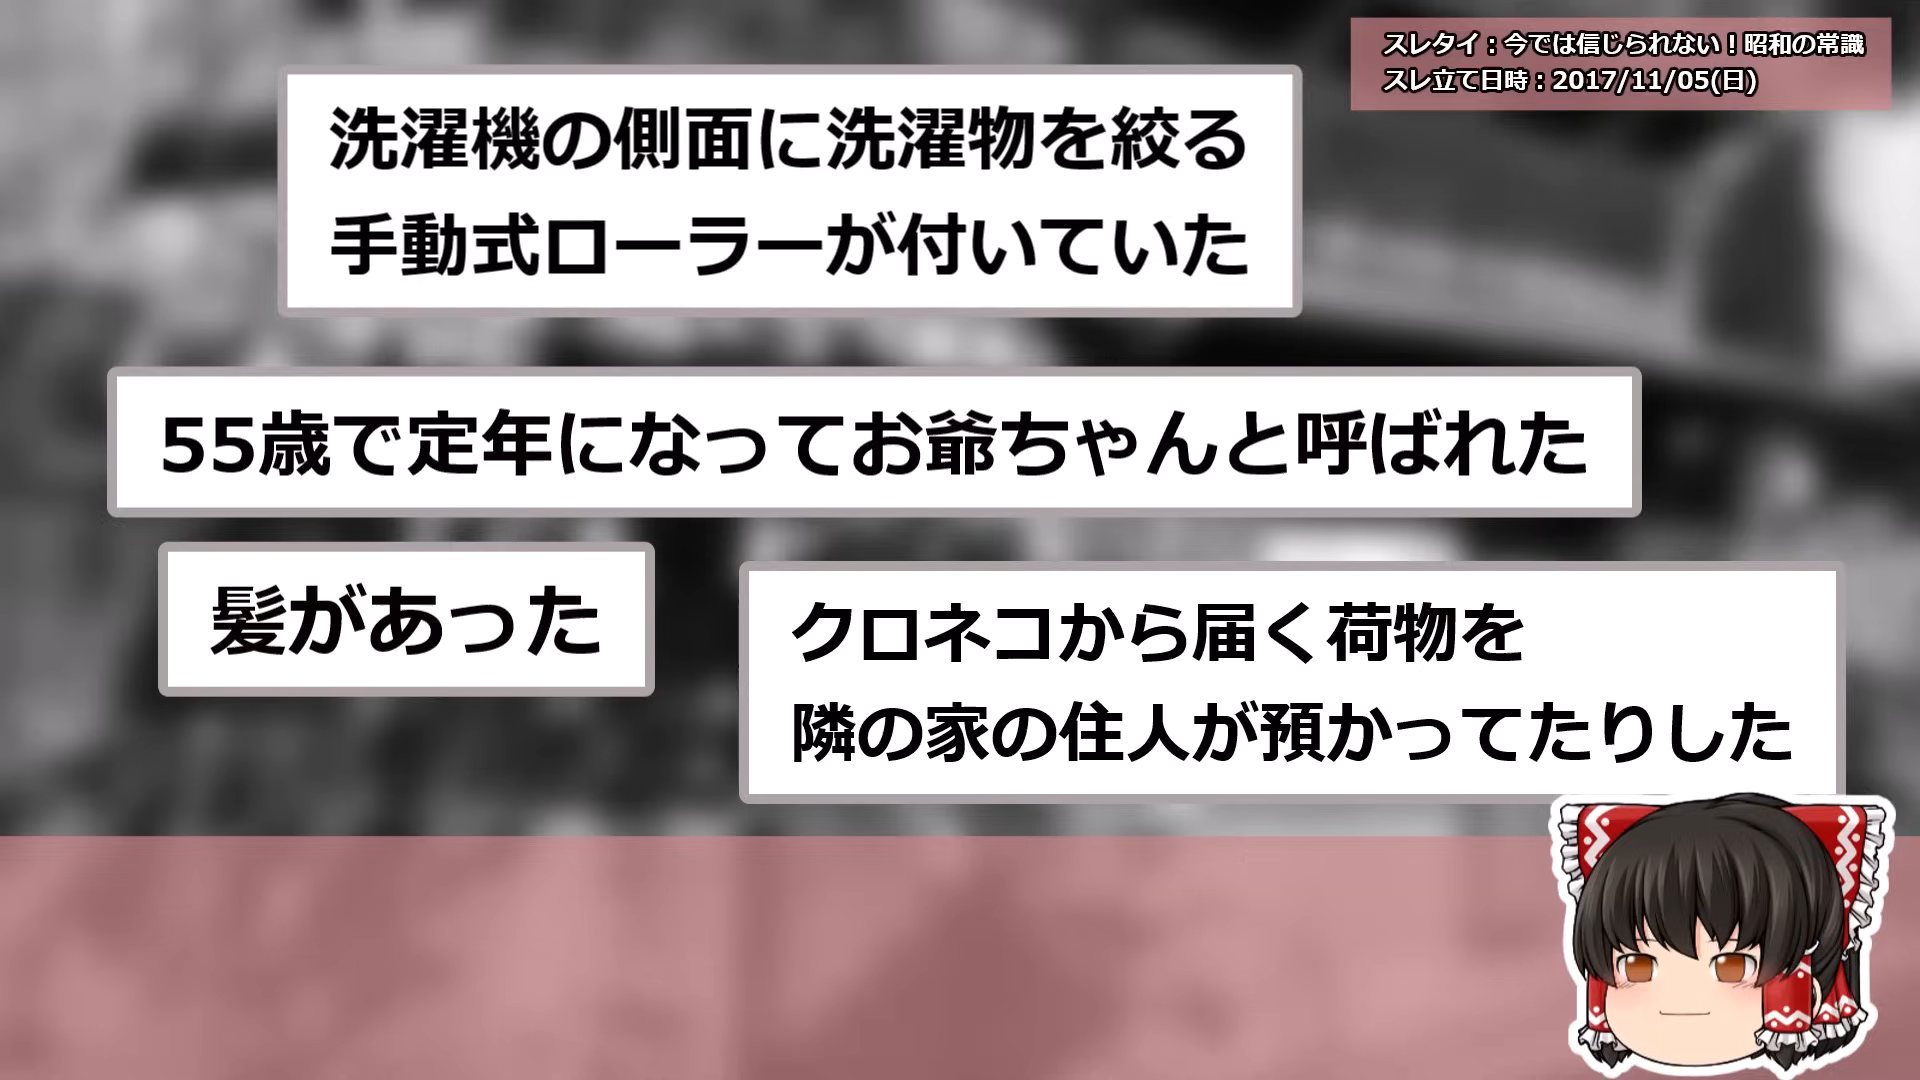 スレタイ：今では信じられない！昭和の常識
スレ立て日時：2017/11/05(日)
洗濯機の側面に洗濯物を絞る
手動式ローラーが付いていた
55歳で定年になってお爺ちゃんと呼ばれた
髪があった
クロネコから届く荷物を
隣の家の住人が預かってたりした